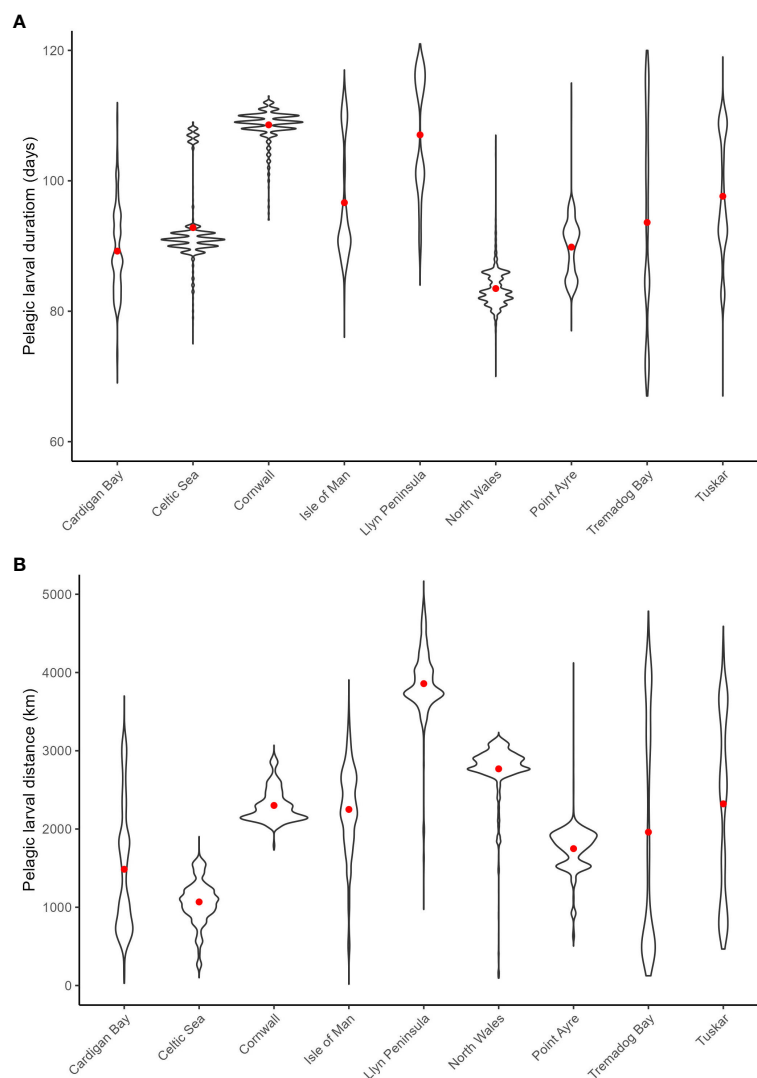 A
Pelagic larval duratiom (days)
120
100
80
60
Cardigan Bay
Celtic Sea
Cornwall
Isle of Man
Llyn Peninsula
North Wales
Point Ayre
Tremadog Bay
Tuskar
B
Pelagic larval distance (km)
5000
4000
3000
2000
1000
0
Cardigan Bay
Celtic Sea
Cornwall
Isle of Man
Llyn Peninsula
North Wales
Point Ayre
Tremadog Bay
Tuskar